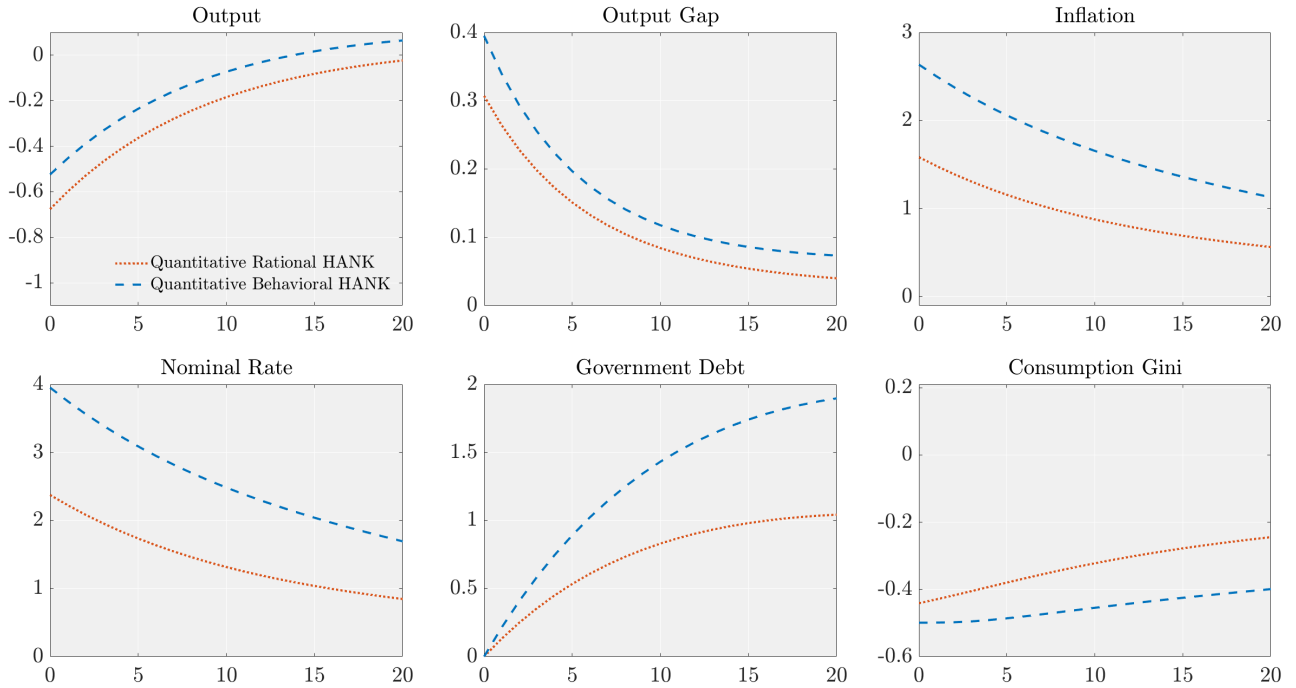 Output
0
-0.2
-0.4
-0.6
-0.8
-1
Quantitative Rational HANK
Quantitative Behavioral HANK
0 5 10 15 20
Output Gap
0.4
0.3
0.2
0.1
0
0 5 10 15 20
Inflation
3
2
1
0
0 5 10 15 20
Nominal Rate
4
3
2
1
0
0 5 10 15 20
Government Debt
2
1.5
1
0.5
0
0 5 10 15 20
Consumption Gini
0.2
0
-0.2
-0.4
-0.6
0 5 10 15 20